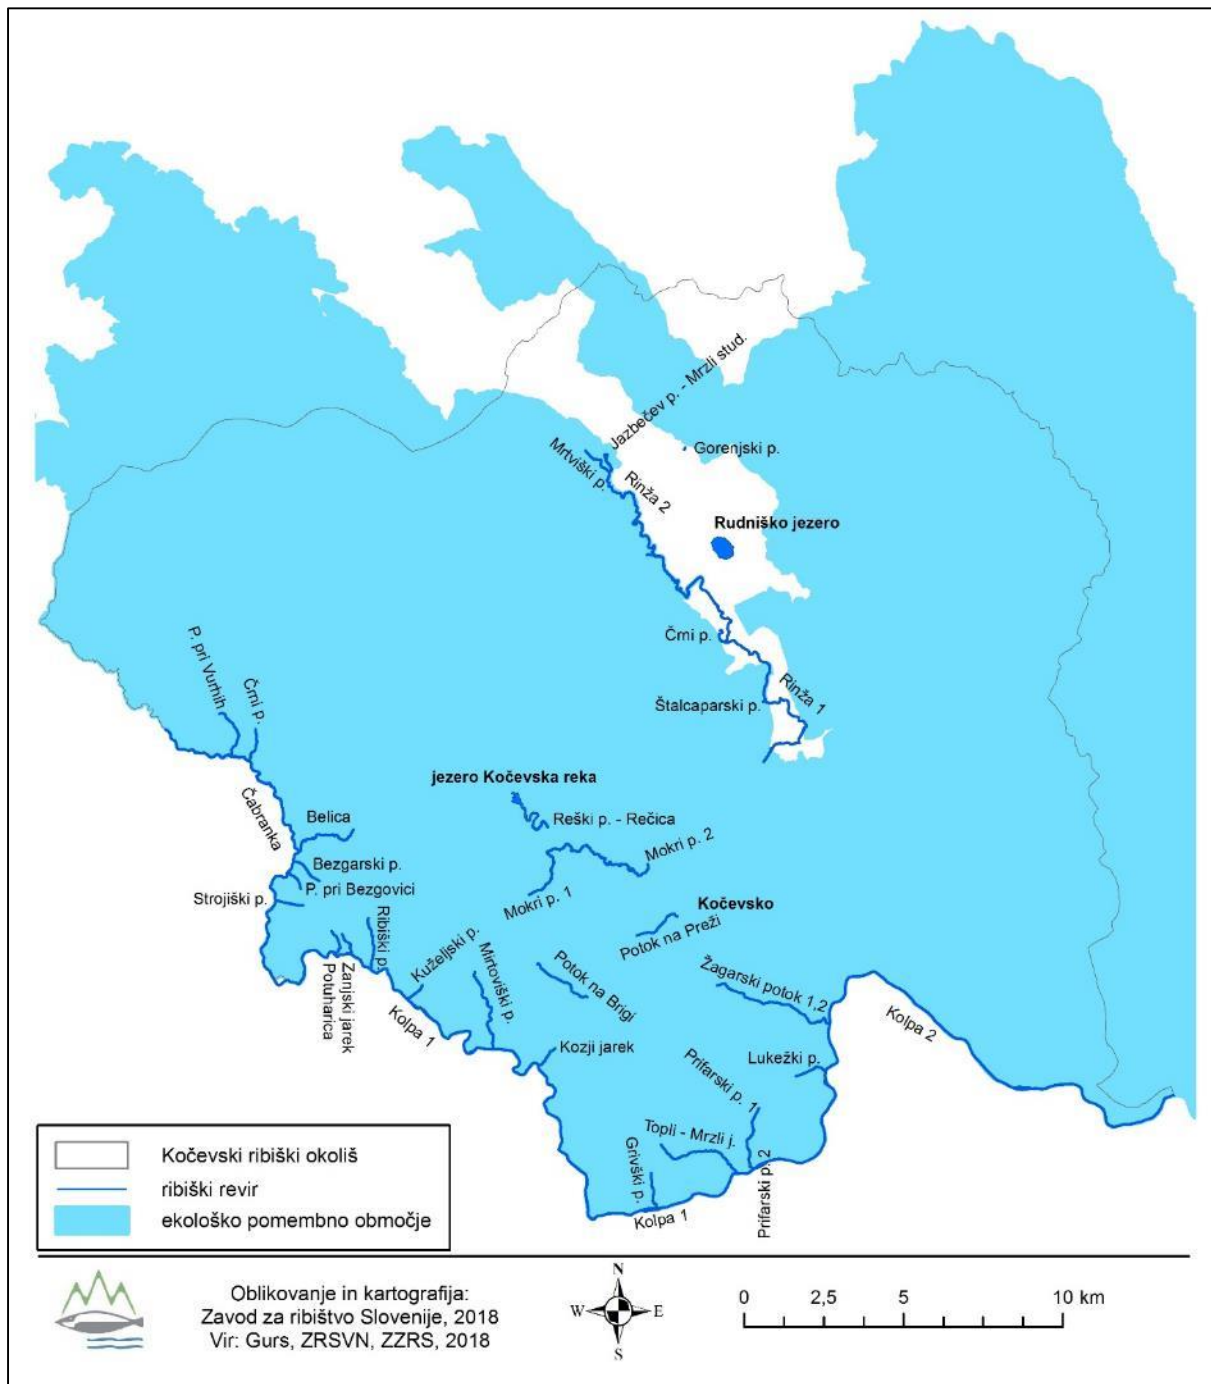 Jazbečev p. - Mrzli stud.
Mrtviški p.
Rinža 2
Gorenjski p.
Rudniško jezero
Črni p.
Štalcaparski p.
Rinža 1
P. pri Vurhih
Črni p.
Čabranka
jezero Kočevska reka
Belica
Reški p. - Rečica
Bezgarski p.
Mokri p. 2
P. pri Bezgovici
Strojiški p.
Mokri p. 1
Kočevsko
Potok na Preži
Ribiški p.
Kuželjski p.
Zanjski jarek
Potuharica
Kolpa 1
Mirtoviški p.
Potok na Brigi
Žagarski potok 1,2
Kolpa 2
Kozji jarek
Lukežki p.
Prifarski p. 1
Topli - Mrzli j.
Grivški p.
Prifarski p. 2
Kolpa 1
Kočevski ribiški okoliš
ribiški revir
ekološko pomembno območje
Oblikovanje in kartografija:
Zavod za ribištvo Slovenije, 2018
Vir: Gurs, ZRSVN, ZZRS, 2018
N
W E
S
0 2,5 5 10 km